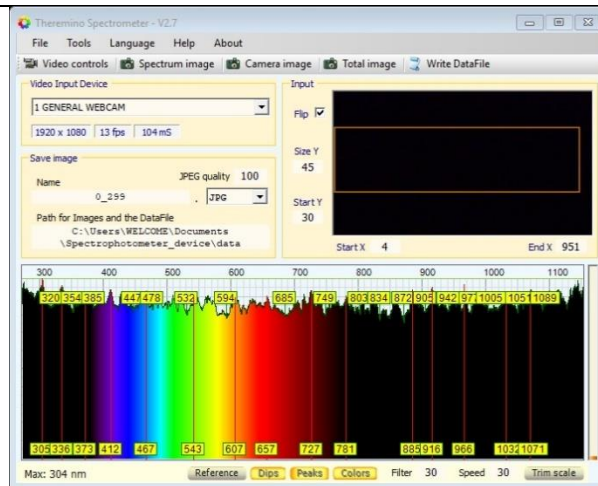 Theremino Spectrometer - V2.7
File Tools Language Help About
Video controls Spectrum image Camera image Total image Write DataFile
Video Input Device
1 GENERAL WEBCAM
1920 x 1080 13 fps 104 mS
Save image
Name JPEG quality 100
0_299 . JPG
Path for Images and the DataFile
C:\Users\WELCOME\Documents
\Spectrophotometer_device\data
Input
Flip
Size Y
45
Start Y
30
Start X 4 End X 951
300 400 500 600 700 800 900 1000 1100
320 354 385 447 478 532 594 685 749 803 834 872 905 942 977 1005 1051 1089
305 336 373 412 467 543 607 657 727 781 885 916 966 1032 1071
Max: 304 nm Reference Dips Peaks Colors Filter 30 Speed 30 Trim scale